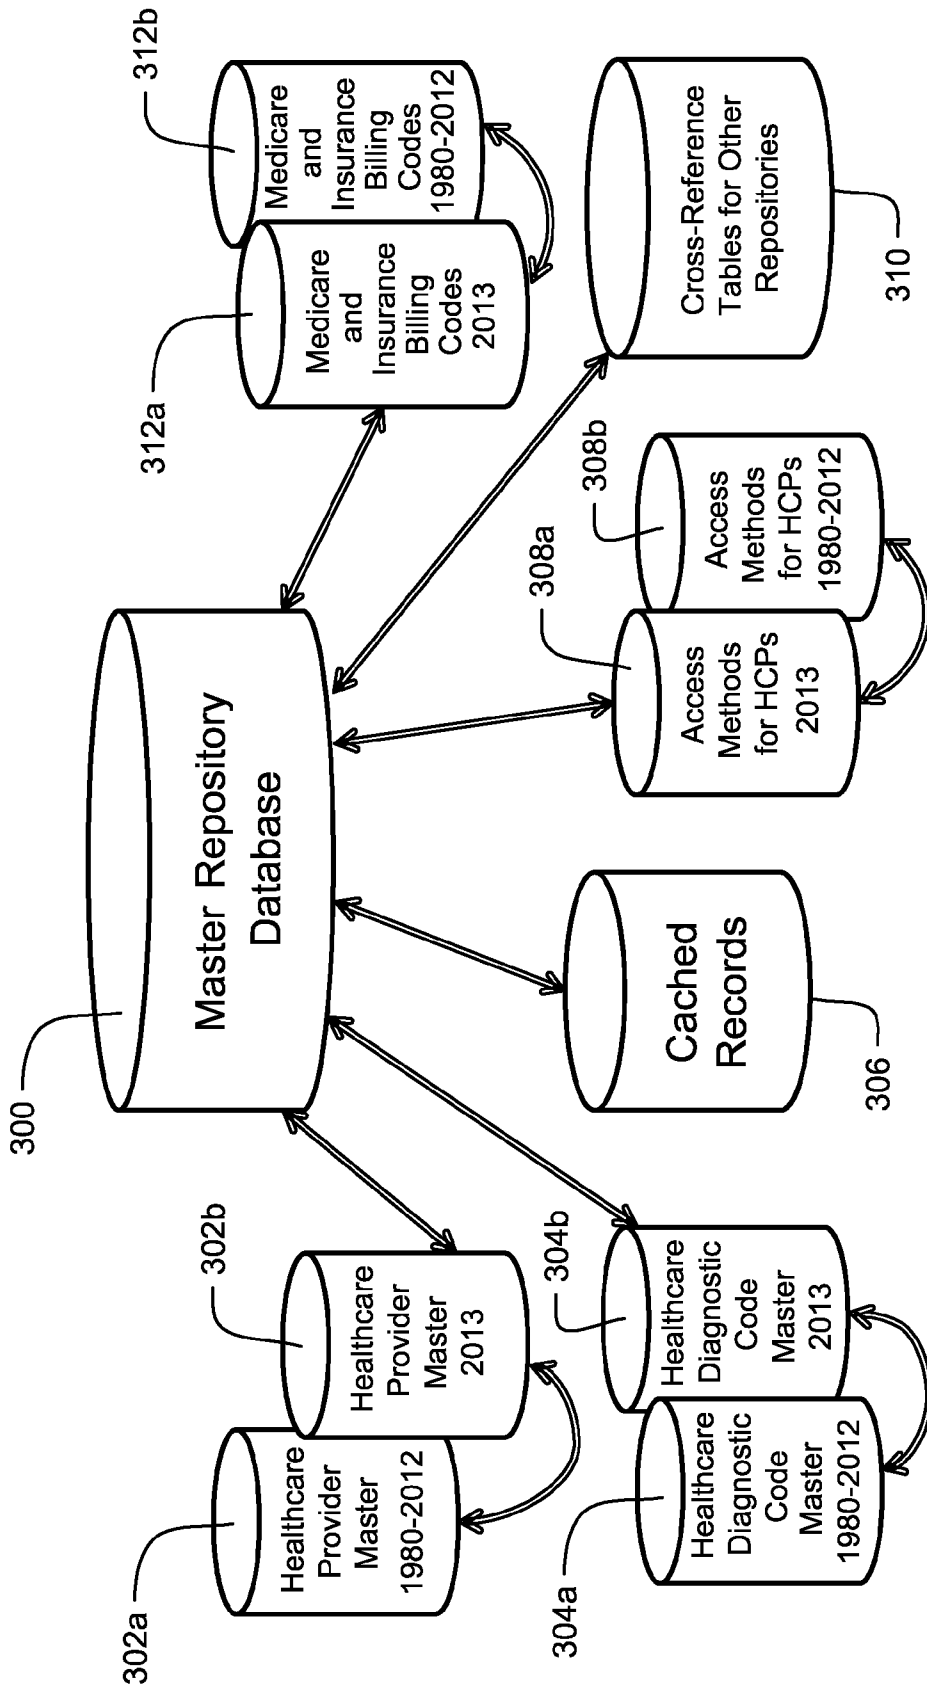 300
Master Repository
Database
302a
Healthcare
Provider
Master
1980-2012
302b
Healthcare
Provider
Master
2013
312a
Medicare
and
Insurance
Billing
Codes
2013
312b
Medicare
and
Insurance
Billing
Codes
1980-2012
304a
Healthcare
Diagnostic
Code
Master
1980-2012
304b
Healthcare
Diagnostic
Code
Master
2013
Cached
Records
306
308a
Access
Methods
for HCPs
2013
308b
Access
Methods
for HCPs
1980-2012
Cross-Reference
Tables for Other
Repositories
310